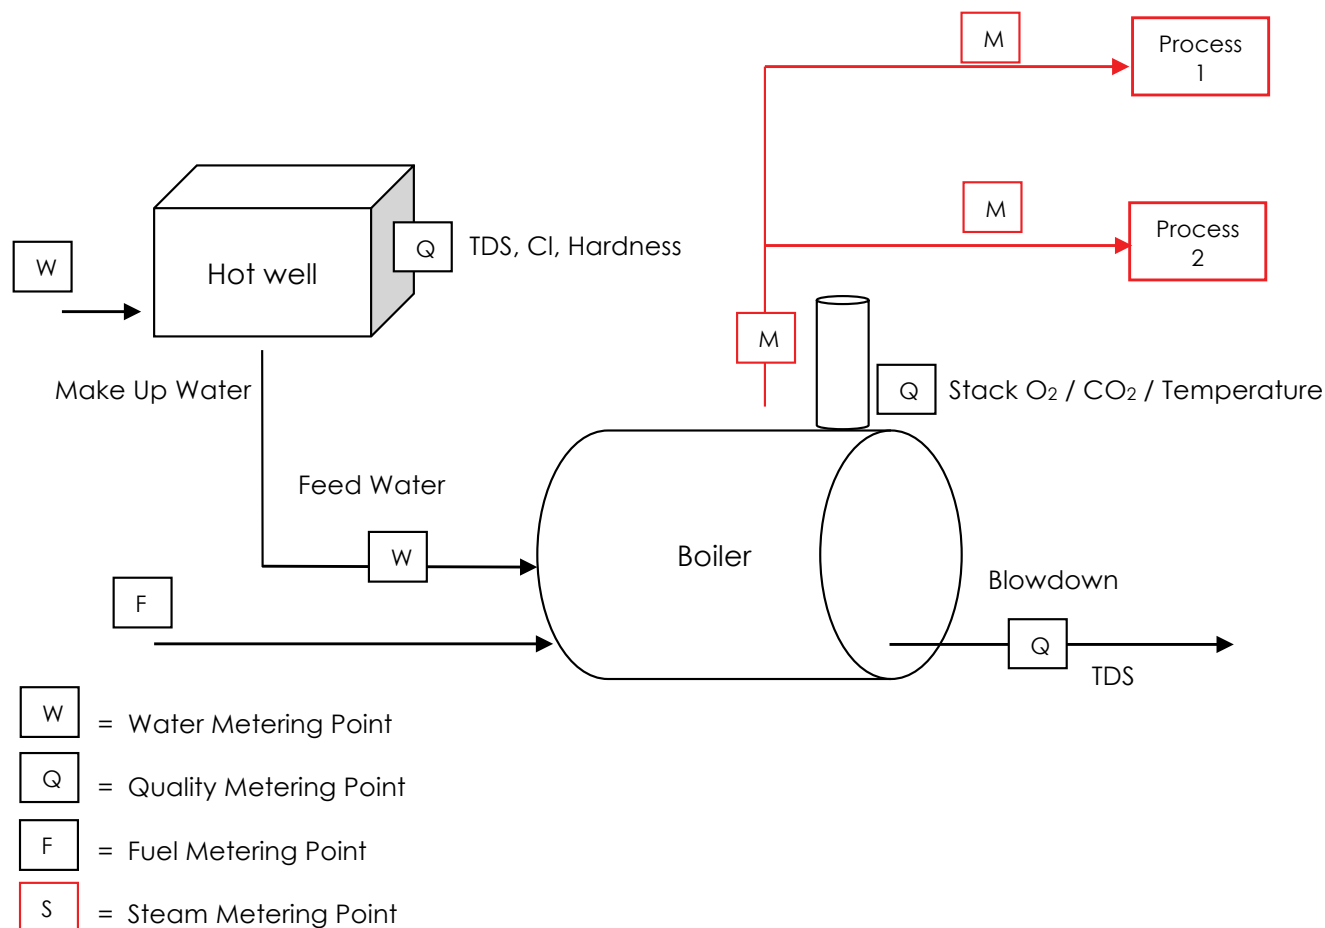 M
Process
1
M
Process
2
W
Hot well
Q
TDS, Cl, Hardness
M
Make Up Water
Q
Stack O₂ / CO₂ / Temperature
Feed Water
W
Boiler
F
Blowdown
Q
TDS
W = Water Metering Point
Q = Quality Metering Point
F = Fuel Metering Point
S = Steam Metering Point